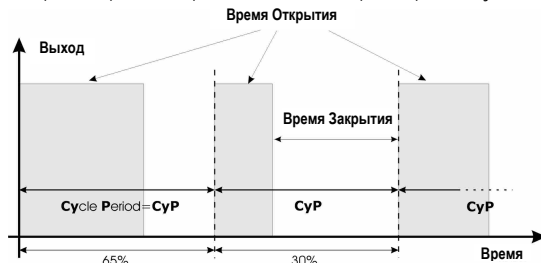 Время Открытия
Выход
Время Закрытия
Cycle Period=CyP CyP CyP
65% 30% Время